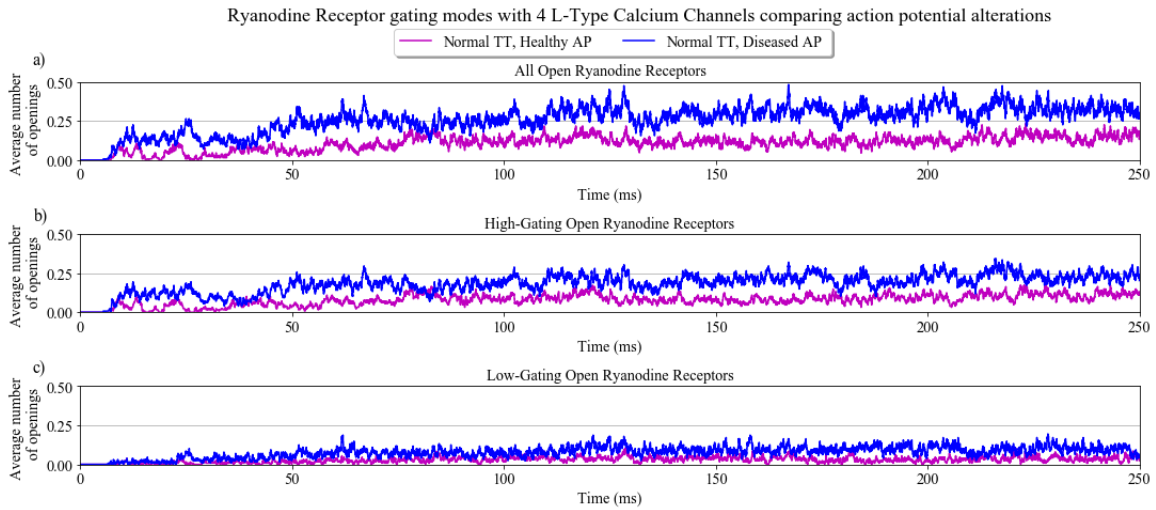 Ryanodine Receptor gating modes with 4 L-Type Calcium Channels comparing action potential alterations
Normal TT, Healthy AP
Normal TT, Diseased AP
a)
All Open Ryanodine Receptors
Average number
of openings
0.50
0.25
0.00
0
50
100
150
200
250
Time (ms)
b)
High-Gating Open Ryanodine Receptors
Average number
of openings
0.50
0.25
0.00
0
50
100
150
200
250
Time (ms)
c)
Low-Gating Open Ryanodine Receptors
Average number
of openings
0.50
0.25
0.00
0
50
100
150
200
250
Time (ms)